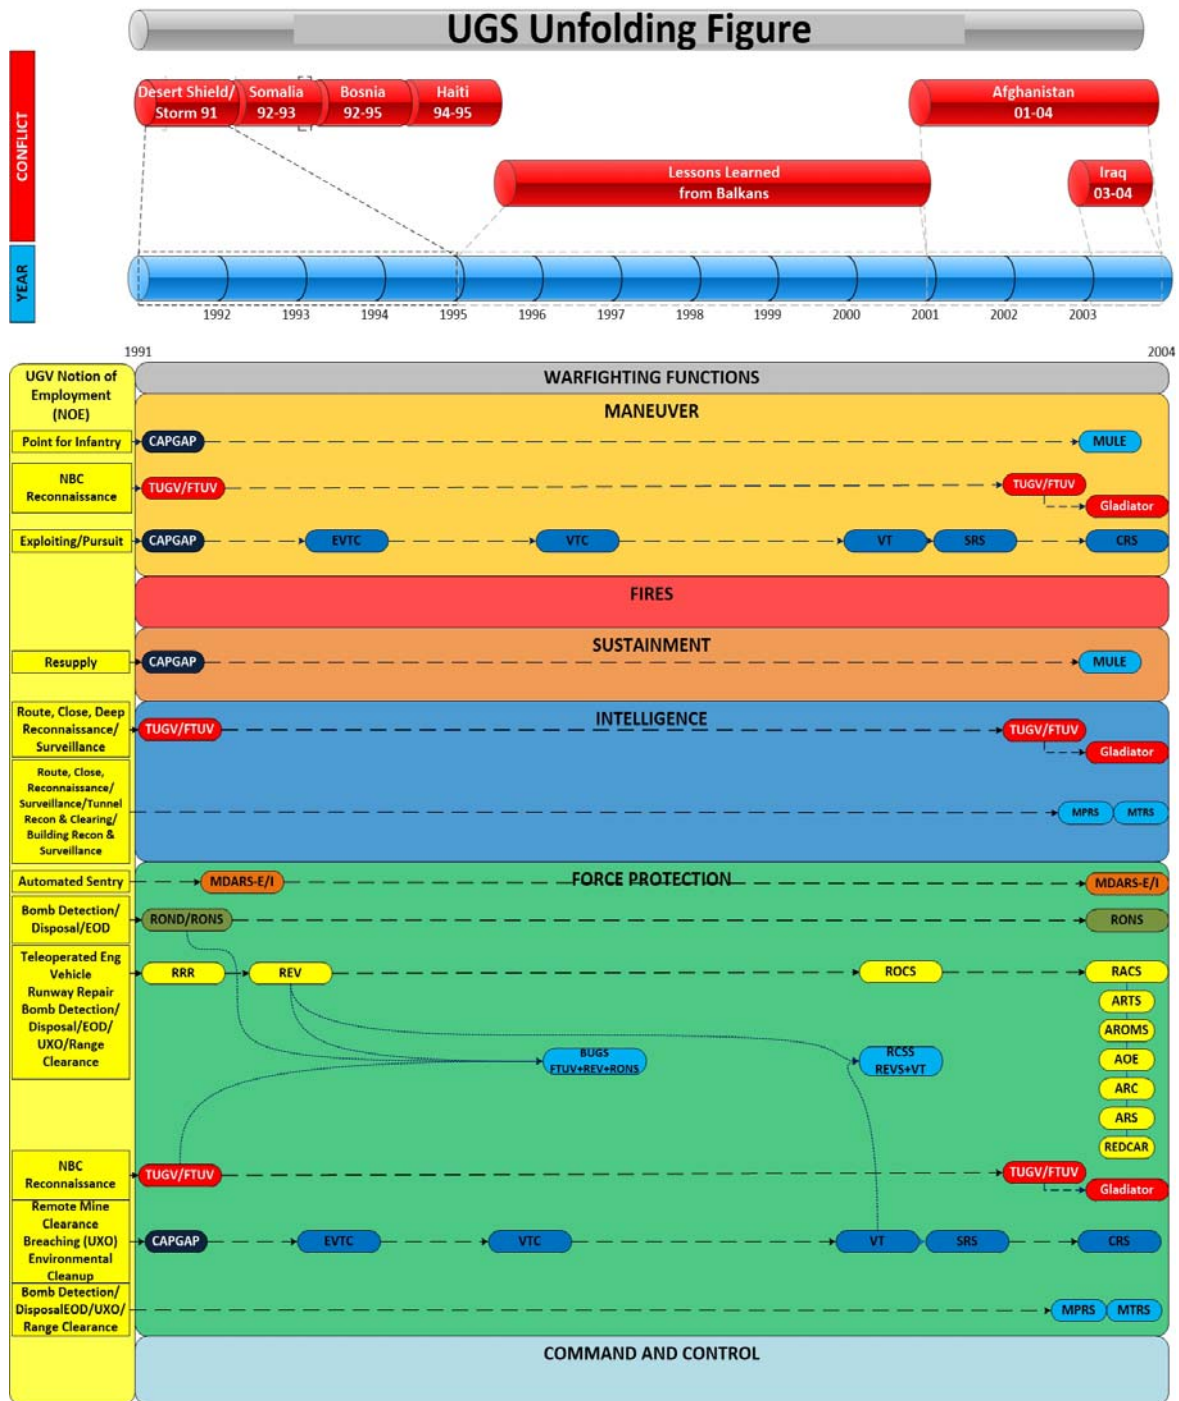 UGS Unfolding Figure
CONFLICT
Desert Shield/
Storm 91
Somalia
92-93
Bosnia
92-95
Haiti
94-95
Afghanistan
01-04
Lessons Learned
from Balkans
Iraq
03-04
YEAR
1992 1993 1994 1995 1996 1997 1998 1999 2000 2001 2002 2003
1991 2004
UGV Notion of
Employment
(NOE)
WARFIGHTING FUNCTIONS
MANEUVER
Point for Infantry CAPGAP MULE
NBC
Reconnaissance
TUGV/FTUV TUGV/FTUV
Gladiator
Exploiting/Pursuit CAPGAP EVTC VTC VT SRS CRS
FIRES
SUSTAINMENT
Resupply CAPGAP MULE
INTELLIGENCE
Route, Close, Deep
Reconnaissance/
Surveillance
TUGV/FTUV TUGV/FTUV
Gladiator
Route, Close,
Reconnaissance/
Surveillance/Tunnel
Recon & Clearing/
Building Recon &
Surveillance
MPRS MTRS
FORCE PROTECTION
Automated Sentry MDARS-E/I MDARS-E/I
Bomb Detection/
Disposal/EOD
ROND/RONS RONS
Teleoperated Eng
Vehicle
Runway Repair
Bomb Detection/
Disposal/EOD/
UXO/Range
Clearance
RRR REV ROCS RACS
ARTS
AROMS
BUGS
FTUV+REV+RONS
RCSS
REVS+VT
AOE
ARC
ARS
REDCAR
NBC
Reconnaissance
TUGV/FTUV TUGV/FTUV
Gladiator
Remote Mine
Clearance
Breaching (UXO)
Environmental
Cleanup
CAPGAP EVTC VTC VT SRS CRS
Bomb Detection/
DisposalEOD/UXO/
Range Clearance
MPRS MTRS
COMMAND AND CONTROL